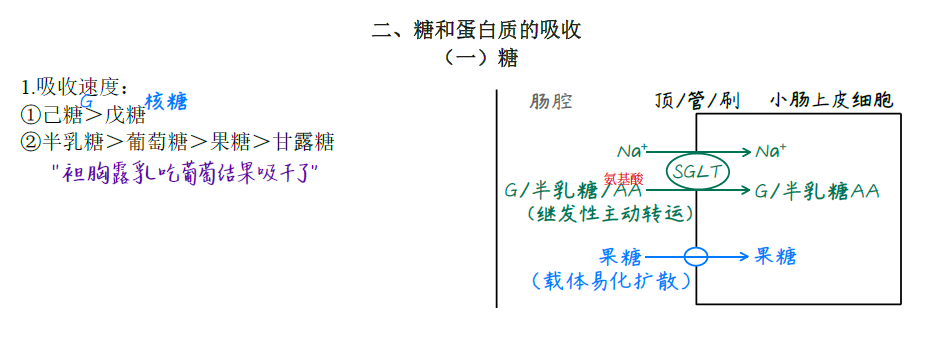 二、糖和蛋白质的吸收
（一）糖
1.吸收速度：
G 核糖
①己糖＞戊糖
②半乳糖＞葡萄糖＞果糖＞甘露糖
"袒胸露乳吃葡萄结果吸干了"
肠腔 顶/管/刷 小肠上皮细胞
Na⁺ Na⁺
SGLT
氨基酸
G/半乳糖/AA G/半乳糖AA
（继发性主动转运）
果糖 果糖
（载体易化扩散）